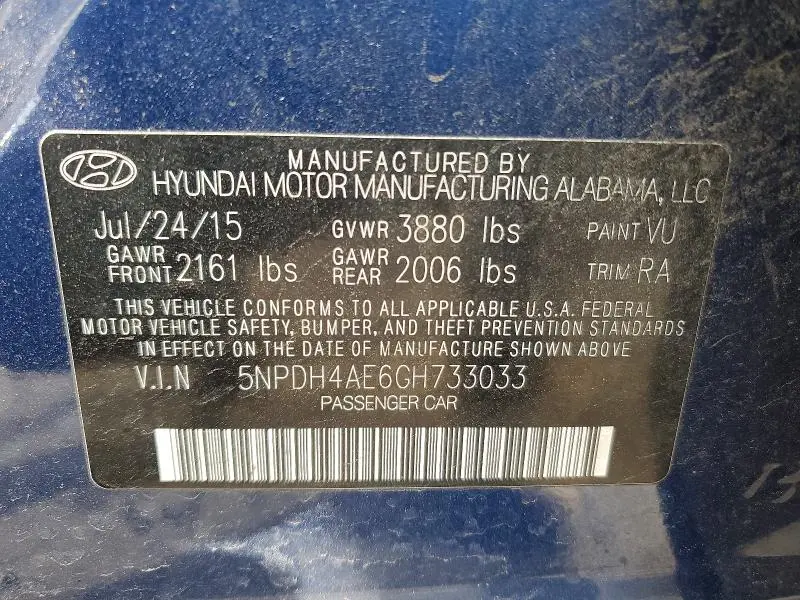 MANUFACTURED BY
HYUNDAI MOTOR MANUFACTURING ALABAMA, LLC
Jul/24/15 GVWR 3880 lbs PAINT VU
GAWR FRONT 2161 lbs GAWR REAR 2006 lbs TRIM RA
THIS VEHICLE CONFORMS TO ALL APPLICABLE U.S.A. FEDERAL
MOTOR VEHICLE SAFETY, BUMPER, AND THEFT PREVENTION STANDARDS
IN EFFECT ON THE DATE OF MANUFACTURE SHOWN ABOVE
V.I.N 5NPDH4AE6GH733033
PASSENGER CAR